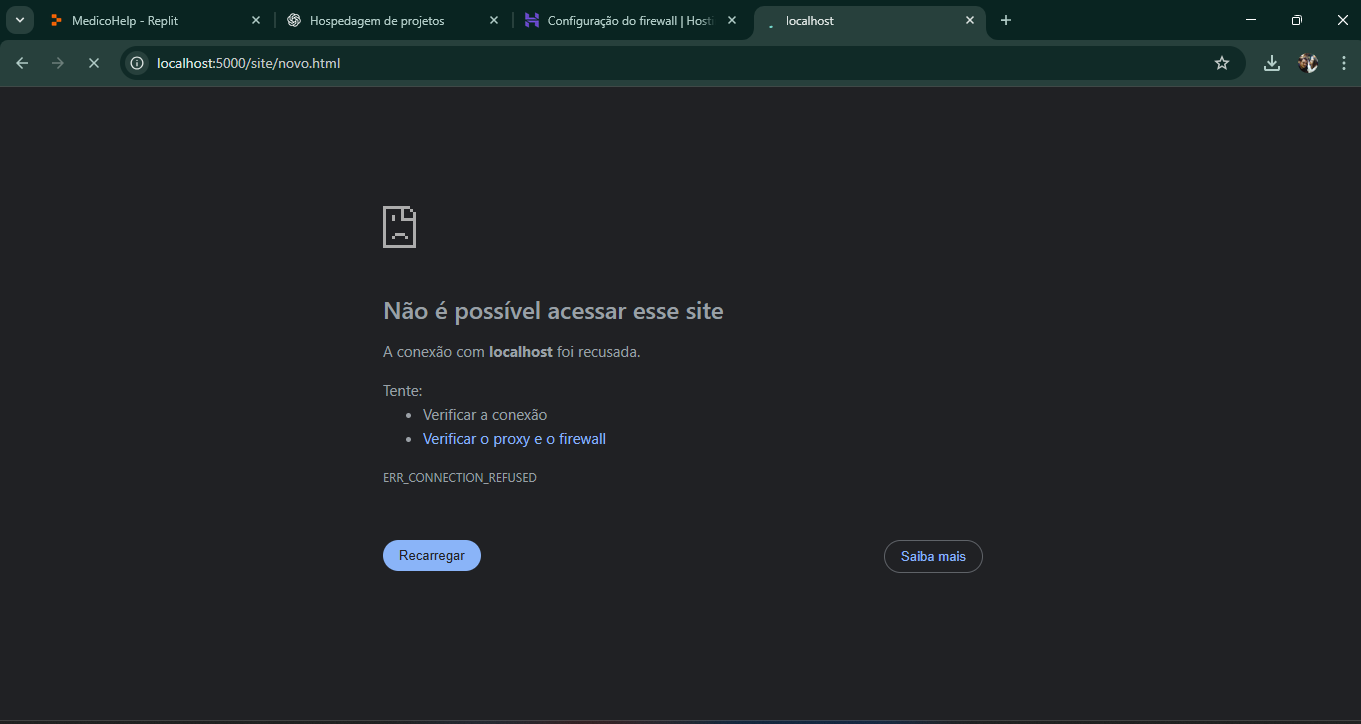 MedicoHelp - Replit
Hospedagem de projetos
Configuração do firewall | Hosti
localhost
localhost:5000/site/novo.html
Não é possível acessar esse site
A conexão com localhost foi recusada.
Tente:
• Verificar a conexão
• Verificar o proxy e o firewall
ERR_CONNECTION_REFUSED
Recarregar
Saiba mais